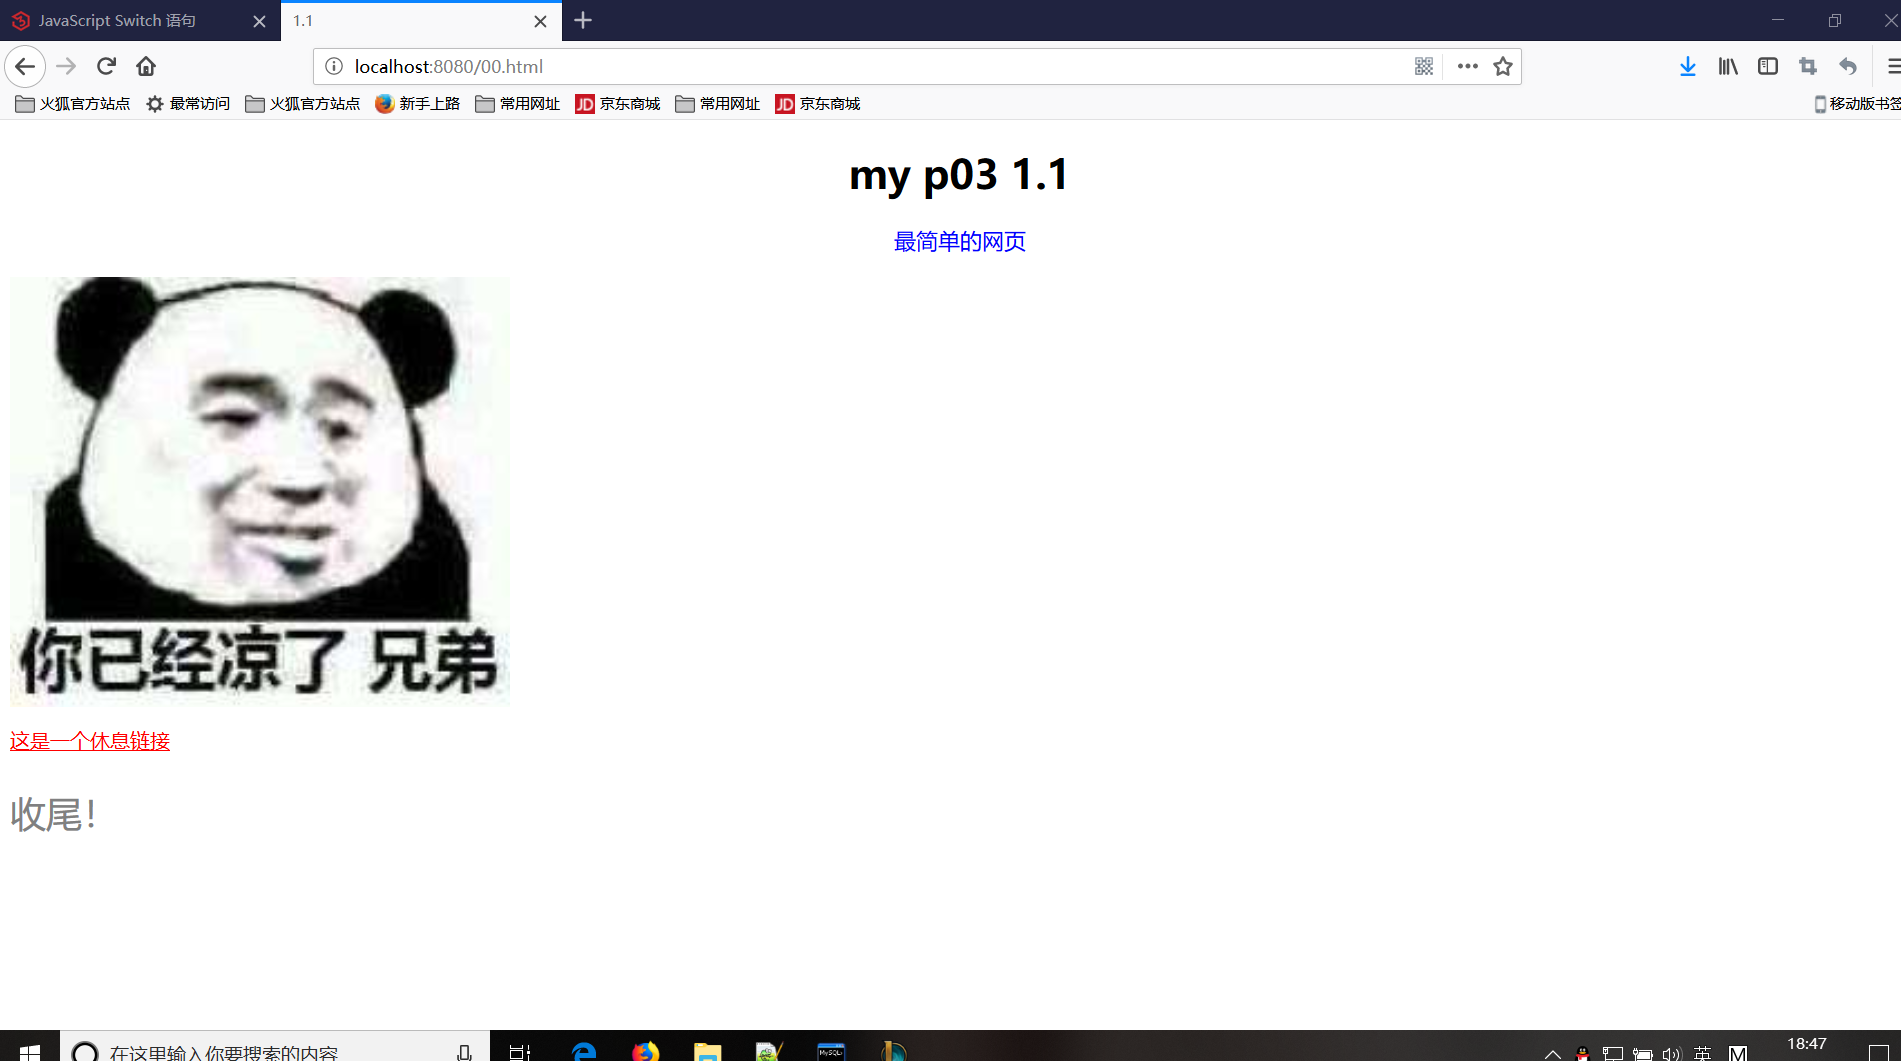 JavaScript Switch 语句
1.1
localhost:8080/00.html
火狐官方站点 最常访问 火狐官方站点 新手上路 常用网址 JD 京东商城 常用网址 JD 京东商城 移动版书签
my p03 1.1
最简单的网页
你已经凉了 兄弟
这是一个休息链接
收尾！
在这里输入你要搜索的内容
MySQL
英
M
18:47